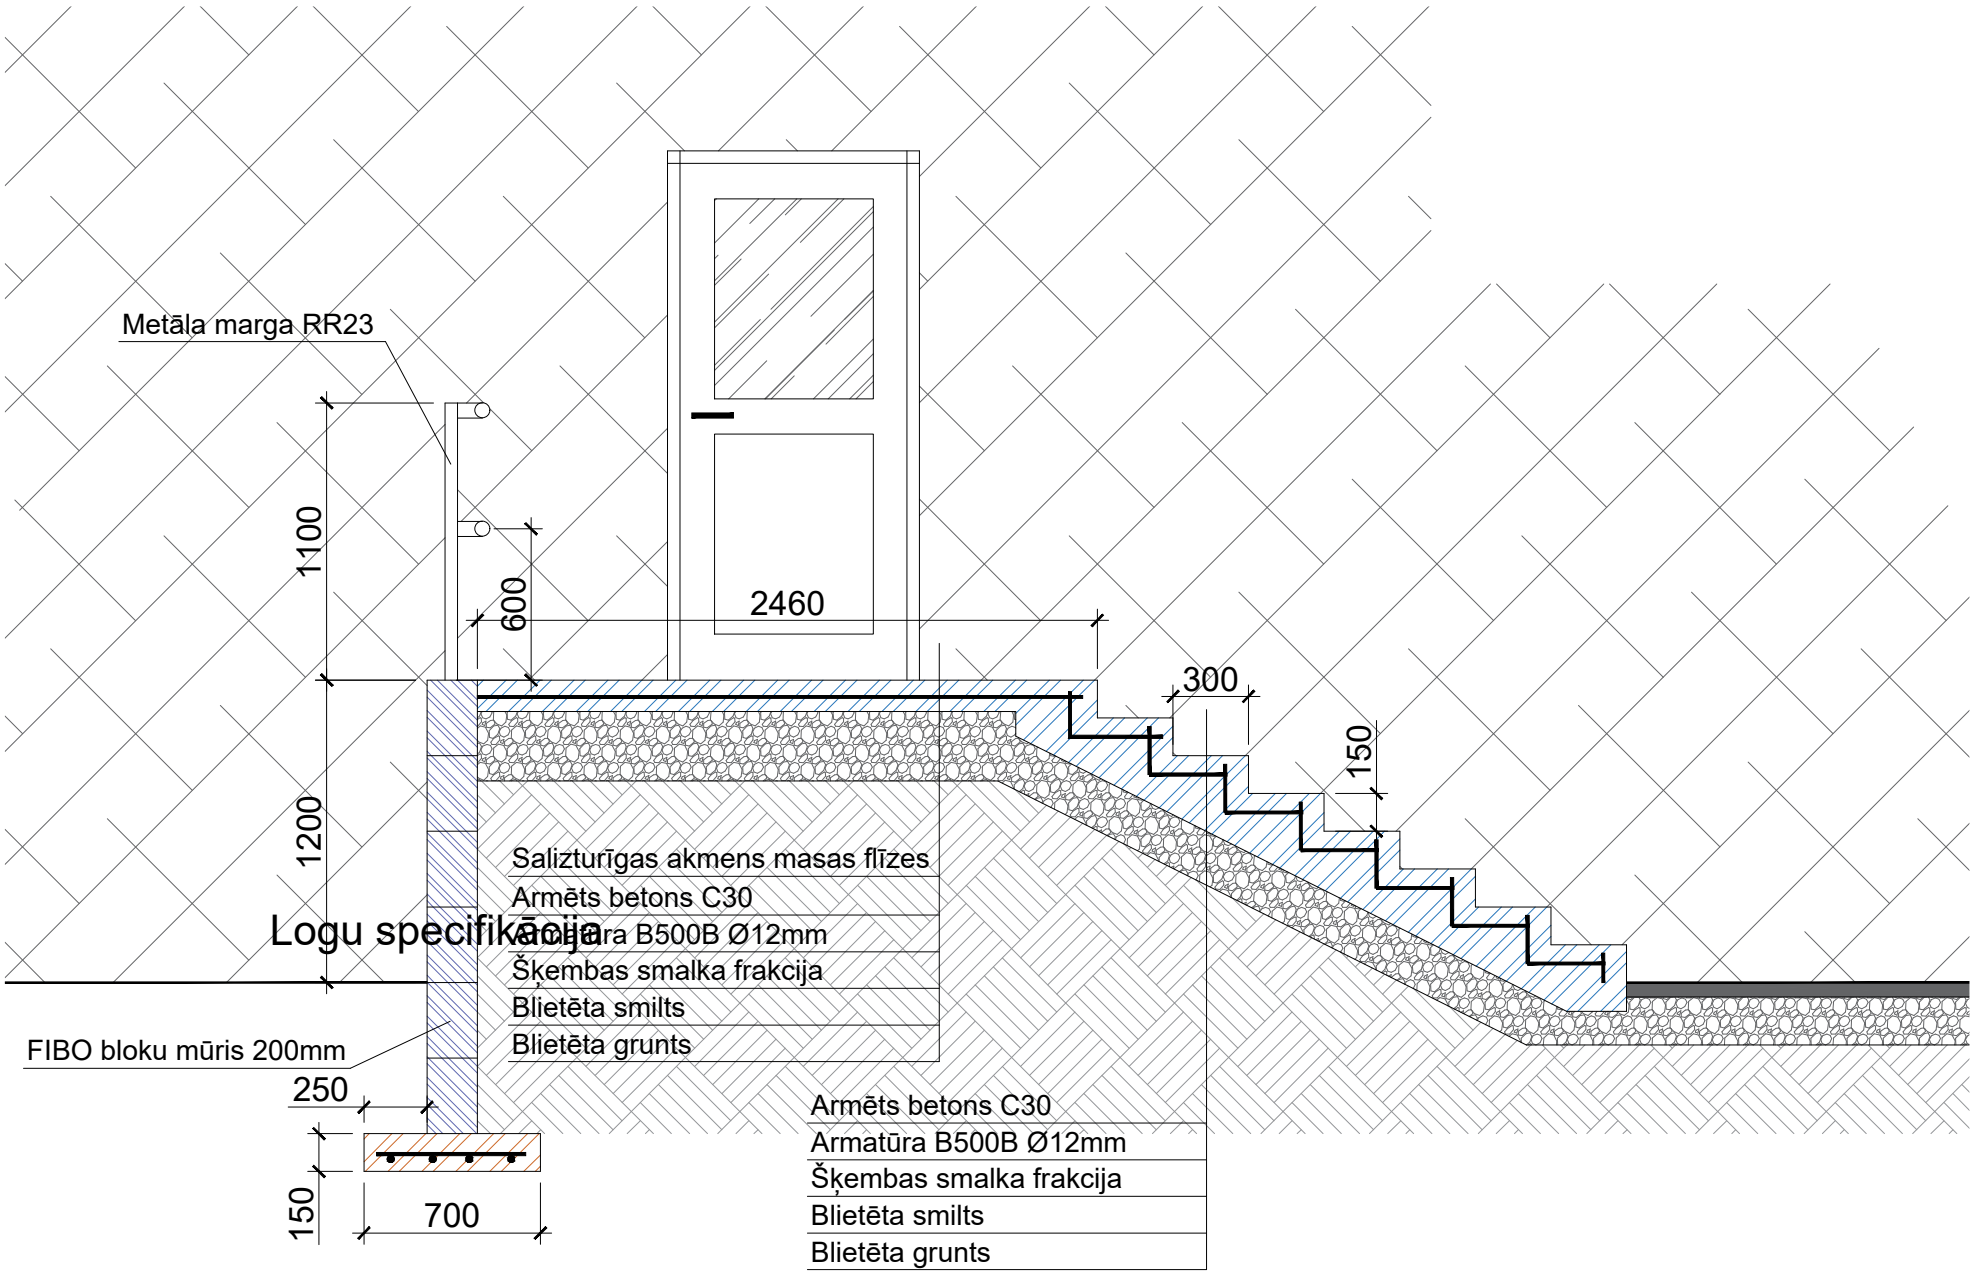 Metāla marga RR23
1100
600
2460
300
150
1200
Salizturīgas akmens masas flīzes
Armēts betons C30
Logu specifikācija
Armatūra B500B Ø12mm
Šķembas smalka frakcija
Blietēta smilts
Blietēta grunts
FIBO bloku mūris 200mm
250
150
700
Armēts betons C30
Armatūra B500B Ø12mm
Šķembas smalka frakcija
Blietēta smilts
Blietēta grunts